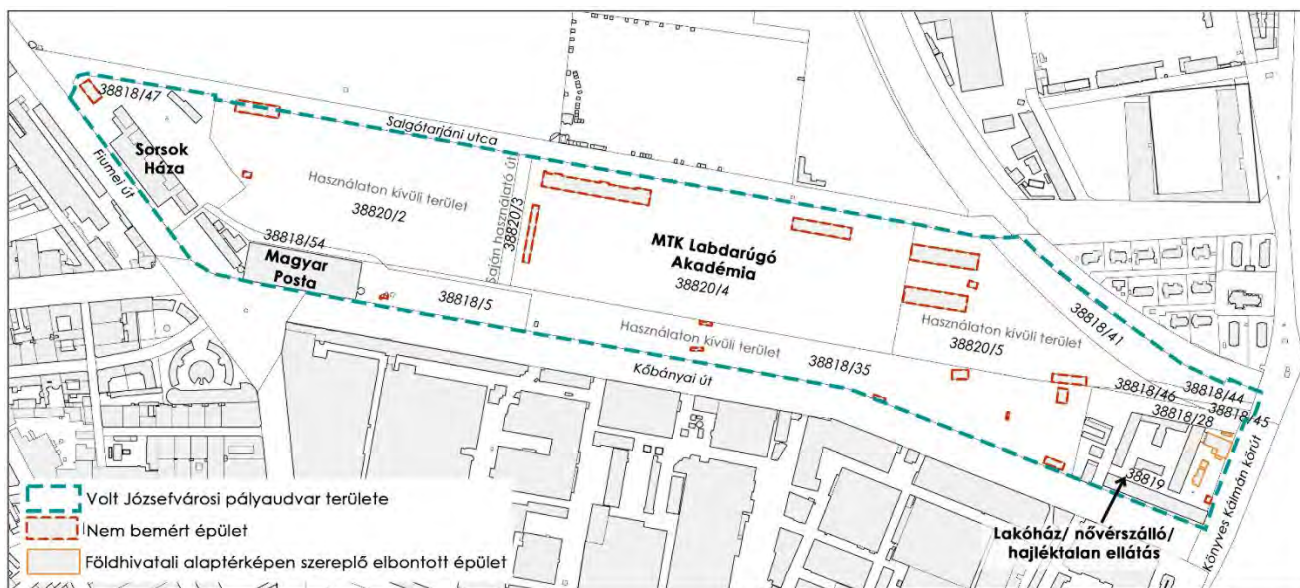 38818/47
Sorsok
Háza
Fiumei út
Salgótarjáni utca
Használaton kívüli terület
38820/2
38820/3
Saján használató út
38818/54
Magyar
Posta
38818/5
MTK Labdarúgó
Akadémia
38820/4
Használaton kívüli terület
38818/35
Kőbányai út
Használaton kívüli terület
38820/5
38818/41
38818/46
38818/44
38818/45
38818/28
38819
Könyves Kálmán körút
Lakóház/ nővérszálló/
hajléktalan ellátás
Volt Józsefvárosi pályaudvar területe
Nem bemért épület
Földhivatali alaptérképen szereplő elbontott épület